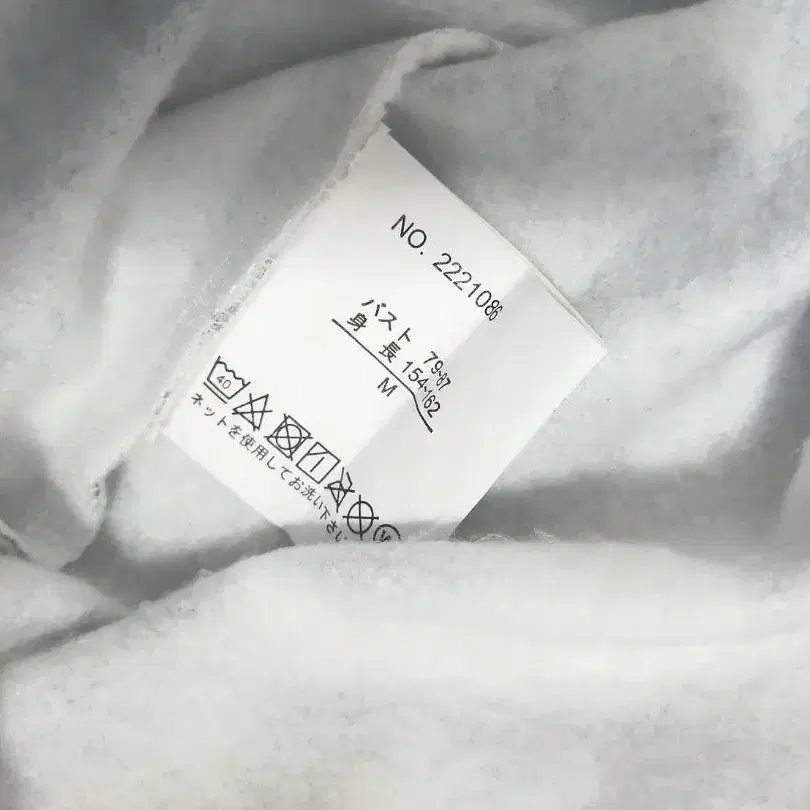 NO. 2221086
バスト 79~87
身 長 154~162
M
40
ネットを使用してお洗い下さい
W